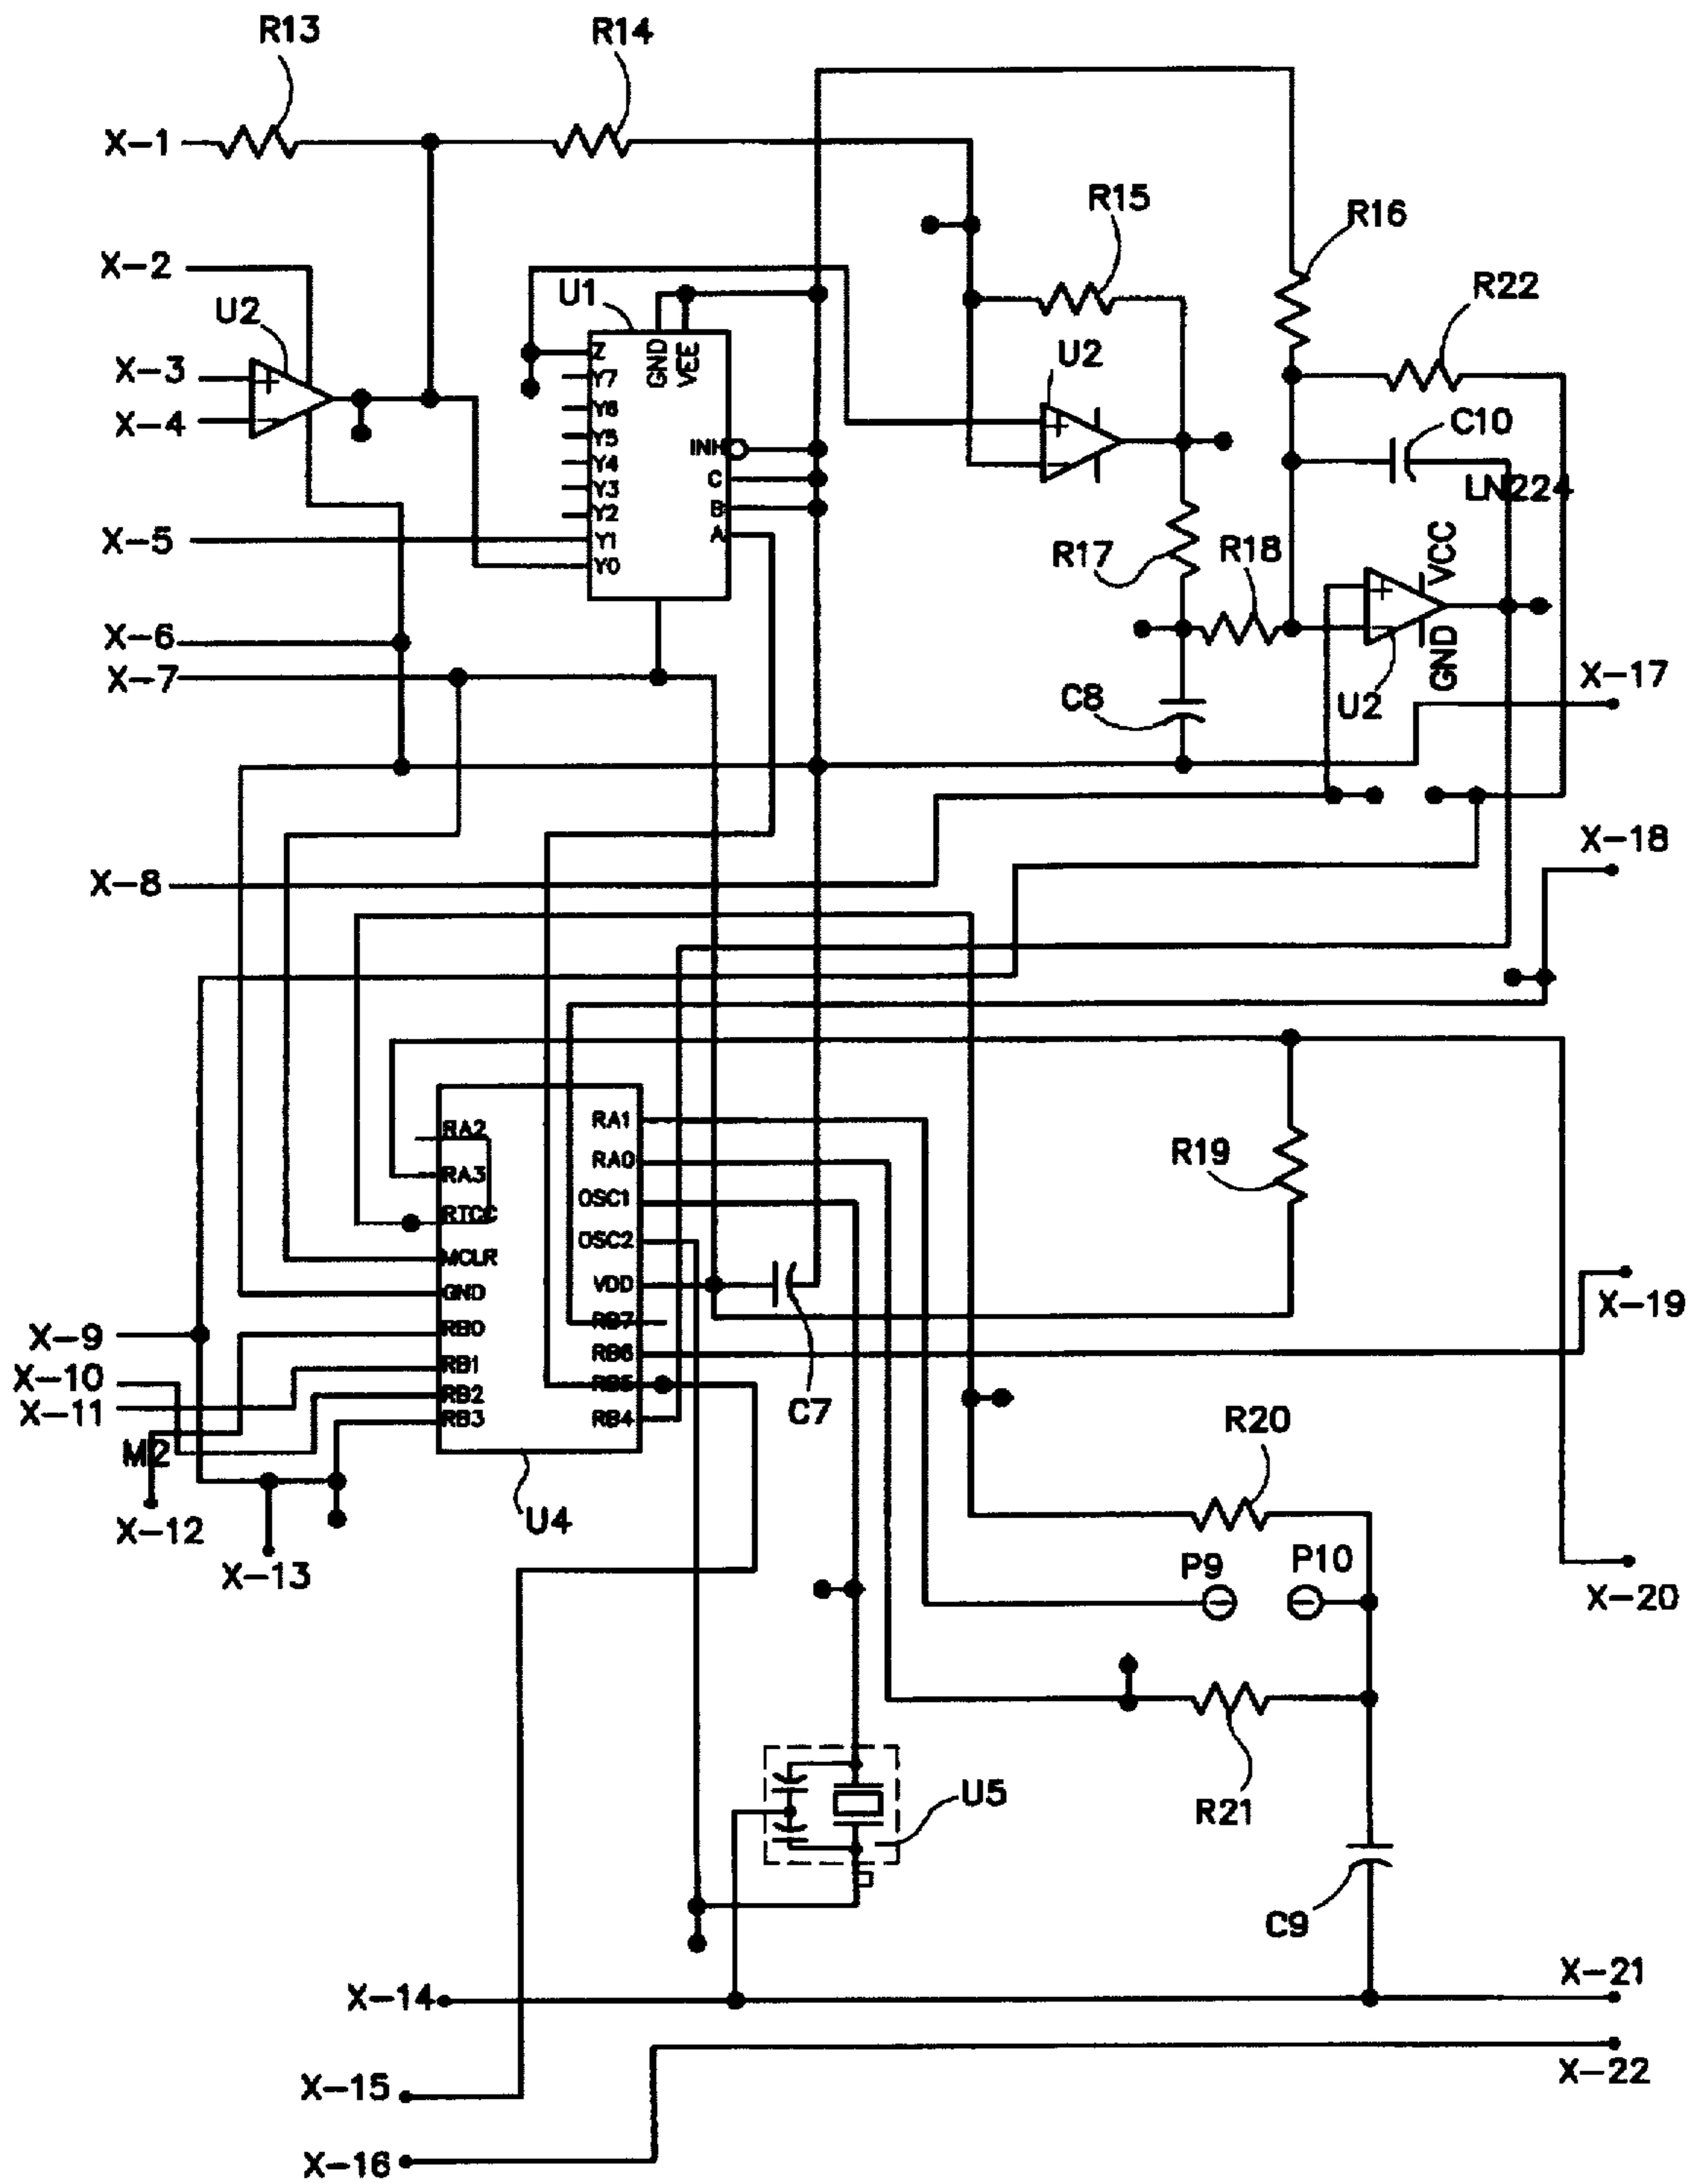 R13
R14
X-1
R15
R16
X-2
U1
R22
U2
X-3
X-4
U2
Z
GND
VEE
Y7
Y6
Y5
Y4
Y3
Y2
Y1
Y0
INH
C
B
A
C10
LN224
X-5
R17
R18
VCC
GND
X-6
X-7
C8
U2
X-17
X-18
X-8
RA2
RA3
RTCC
MCLR
GND
RB0
RB1
RB2
RB3
RA1
RA0
OSC1
OSC2
VDD
RB7
RB6
RB5
RB4
R19
X-19
X-9
X-10
X-11
C7
R20
M2
X-12
U4
X-13
P9
P10
X-20
U5
R21
C9
X-14
X-21
X-15
X-22
X-16